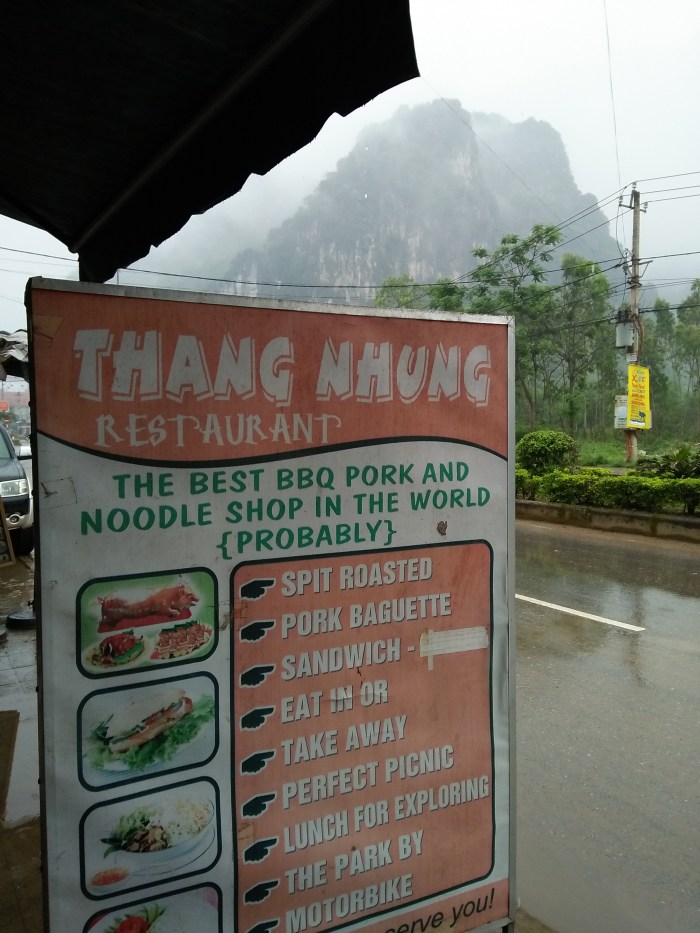 THANG NHUNG
RESTAURANT
THE BEST BBQ PORK AND
NOODLE SHOP IN THE WORLD
{PROBABLY}
SPIT ROASTED
PORK BAGUETTE
SANDWICH -
EAT IN OR
TAKE AWAY
PERFECT PICNIC
LUNCH FOR EXPLORING
THE PARK BY
MOTORBIKE
serve you!